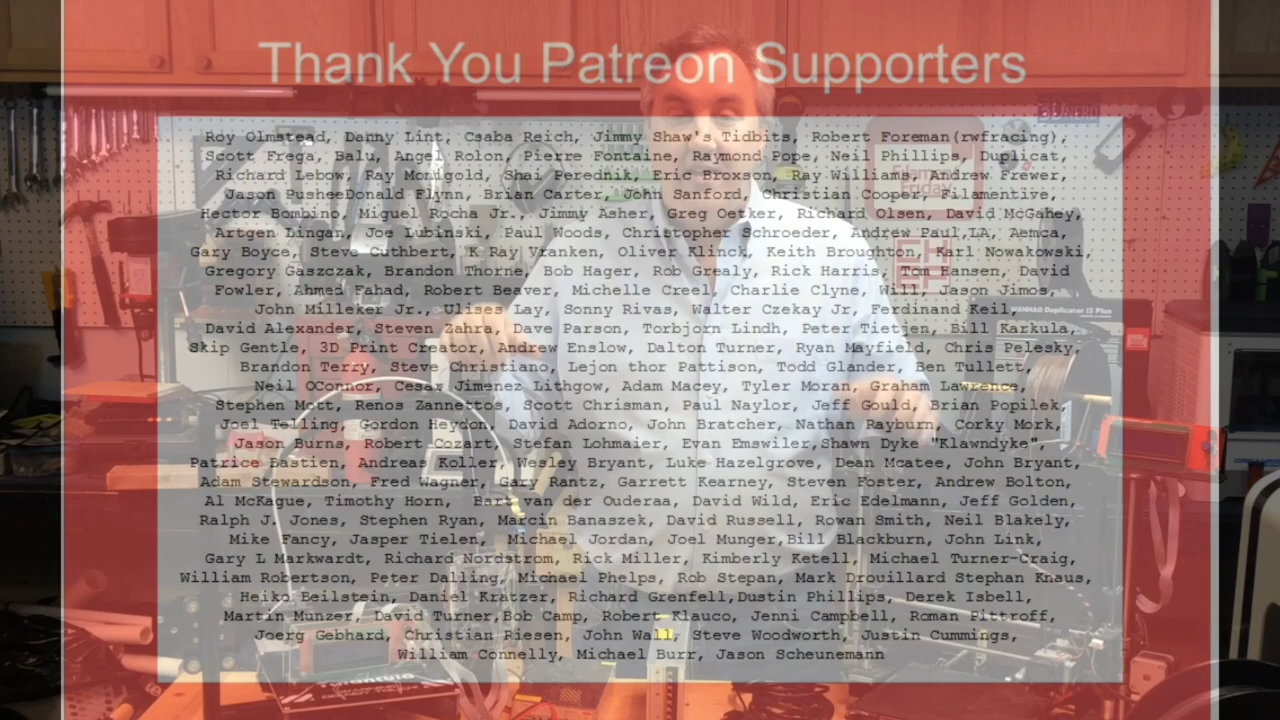 Thank You Patreon Supporters
Roy Olmstead, Danny Lint, Csaba Reich, Jimmy Shaw's Tidbits, Robert Foreman(rwfracing),
Scott Frega, Balu, Angel Rolon, Pierre Fontaine, Raymond Pope, Neil Phillips, Duplicat,
Richard Lebow, Ray Monigold, Shai Perednik, Eric Broxson, Ray Williams, Andrew Frewer,
Jason PusheeDonald Flynn, Brian Carter, John Sanford, Christian Cooper, Filamentive,
Hector Bombino, Miguel Rocha Jr., Jimmy Asher, Greg Oetker, Richard Olsen, David McGahey,
Artgen Lingan, Joe Lubinski, Paul Woods, Christopher Schroeder, Andrew Paul,LA, Aemca,
Gary Boyce, Steve Cuthbert, K Ray Vranken, Oliver Klinck, Keith Broughton, Karl Nowakowski,
Gregory Gaszczak, Brandon Thorne, Bob Hager, Rob Grealy, Rick Harris, Tom Hansen, David
Fowler, Ahmed Fahad, Robert Beaver, Michelle Creel, Charlie Clyne, Will, Jason Jimos,
John Milleker Jr., Ulises Lay, Sonny Rivas, Walter Czekay Jr, Ferdinand Keil,
WANHAO Duplicator i3 Plus
David Alexander, Steven Zahra, Dave Parson, Torbjorn Lindh, Peter Tietjen, Bill Karkula,
Skip Gentle, 3D Print Creator, Andrew Enslow, Dalton Turner, Ryan Mayfield, Chris Pelesky,
Brandon Terry, Steve Christiano, Lejon thor Pattison, Todd Glander, Ben Tullett,
Neil OConnor, Cesar Jimenez Lithgow, Adam Macey, Tyler Moran, Graham Lawrence,
Stephen Mott, Renos Zannettos, Scott Chrisman, Paul Naylor, Jeff Gould, Brian Popilek,
Joel Telling, Gordon Heydon, David Adorno, John Bratcher, Nathan Rayburn, Corky Mork,
Jason Burns, Robert Cozart, Stefan Lohmaier, Evan Emswiler,Shawn Dyke "Klawndyke",
Patrice Bastien, Andreas Koller, Wesley Bryant, Luke Hazelgrove, Dean Mcatee, John Bryant,
Adam Stewardson, Fred Wagner, Gary Rantz, Garrett Kearney, Steven Foster, Andrew Bolton,
Al McKague, Timothy Horn, Bart van der Ouderaa, David Wild, Eric Edelmann, Jeff Golden,
Ralph J. Jones, Stephen Ryan, Marcin Banaszek, David Russell, Rowan Smith, Neil Blakely,
Mike Fancy, Jasper Tielen, Michael Jordan, Joel Munger,Bill Blackburn, John Link,
Gary L Markwardt, Richard Nordstrom, Rick Miller, Kimberly Ketell, Michael Turner-Craig,
William Robertson, Peter Dalling, Michael Phelps, Rob Stepan, Mark Drouillard Stephan Knaus,
Heiko Beilstein, Daniel Kratzer, Richard Grenfell,Dustin Phillips, Derek Isbell,
Martin Munzer, David Turner,Bob Camp, Robert Klauco, Jenni Campbell, Roman Pittroff,
Joerg Gebhard, Christian Riesen, John Wall, Steve Woodworth, Justin Cummings,
William Connelly, Michael Burr, Jason Scheunemann